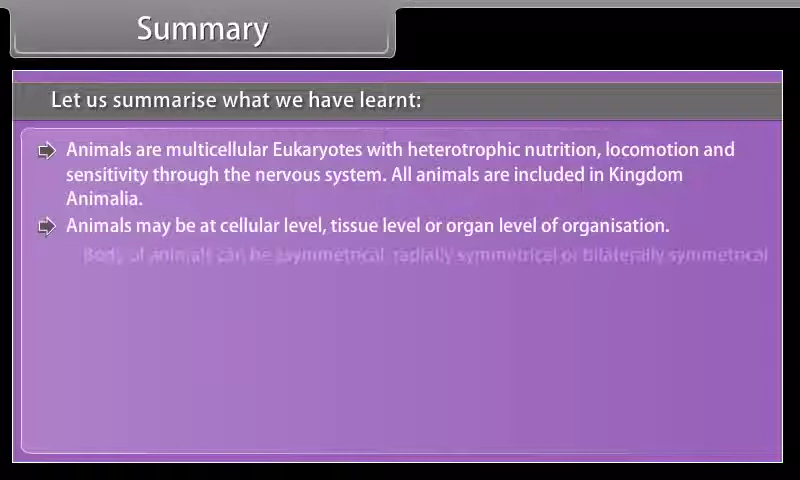 Summary
Let us summarise what we have learnt:
Animals are multicellular Eukaryotes with heterotrophic nutrition, locomotion and
sensitivity through the nervous system. All animals are included in Kingdom
Animalia.
Animals may be at cellular level, tissue level or organ level of organisation.
Body of animals can be asymmetrical, radially symmetrical or bilaterally symmetrical